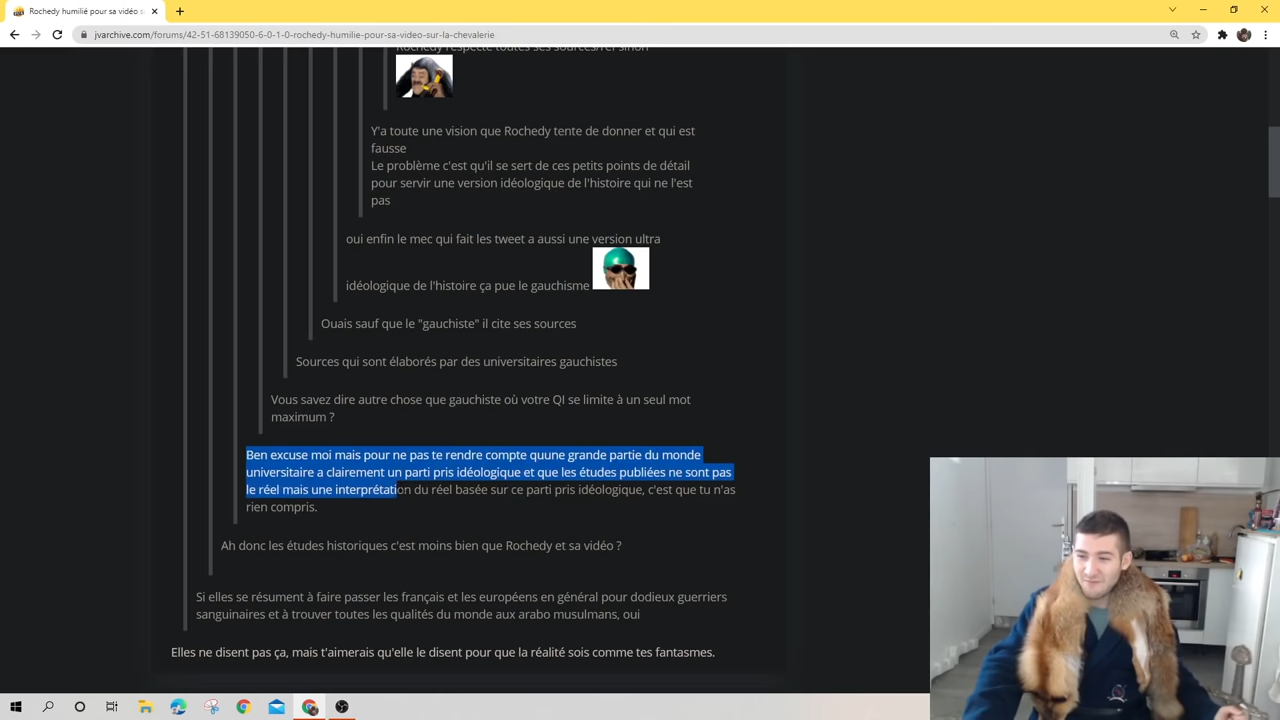 Rochedy humilié pour sa vidéo s
jvarchive.com/forums/42-51-68139050-6-0-1-0-rochedy-humilie-pour-sa-video-sur-la-chevalerie
Rochedy respecte toutes ses sources/ref sinon
Y'a toute une vision que Rochedy tente de donner et qui est
fausse
Le problème c'est qu'il se sert de ces petits points de détail
pour servir une version idéologique de l'histoire qui ne l'est
pas
oui enfin le mec qui fait les tweet a aussi une version ultra
idéologique de l'histoire ça pue le gauchisme
Ouais sauf que le "gauchiste" il cite ses sources
Sources qui sont élaborés par des universitaires gauchistes
Vous savez dire autre chose que gauchiste où votre QI se limite à un seul mot
maximum ?
Ben excuse moi mais pour ne pas te rendre compte quune grande partie du monde
universitaire a clairement un parti pris idéologique et que les études publiées ne sont pas
le réel mais une interprétation du réel basée sur ce parti pris idéologique, c'est que tu n'as
rien compris.
Ah donc les études historiques c'est moins bien que Rochedy et sa vidéo ?
Si elles se résument à faire passer les français et les européens en général pour dodieux guerriers
sanguinaires et à trouver toutes les qualités du monde aux arabo musulmans, oui
Elles ne disent pas ça, mais t'aimerais qu'elle le disent pour que la réalité sois comme tes fantasmes.